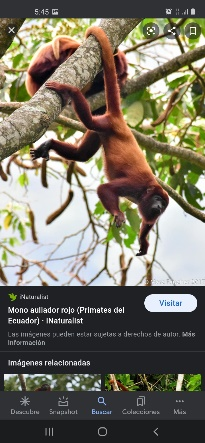 5:45
iNaturalist
Mono aullador rojo (Primates del
Ecuador) · iNaturalist
Visitar
Las imágenes pueden estar sujetas a derechos de autor. Más
información
Imágenes relacionadas
Descubre
Snapshot
Buscar
Colecciones
Más